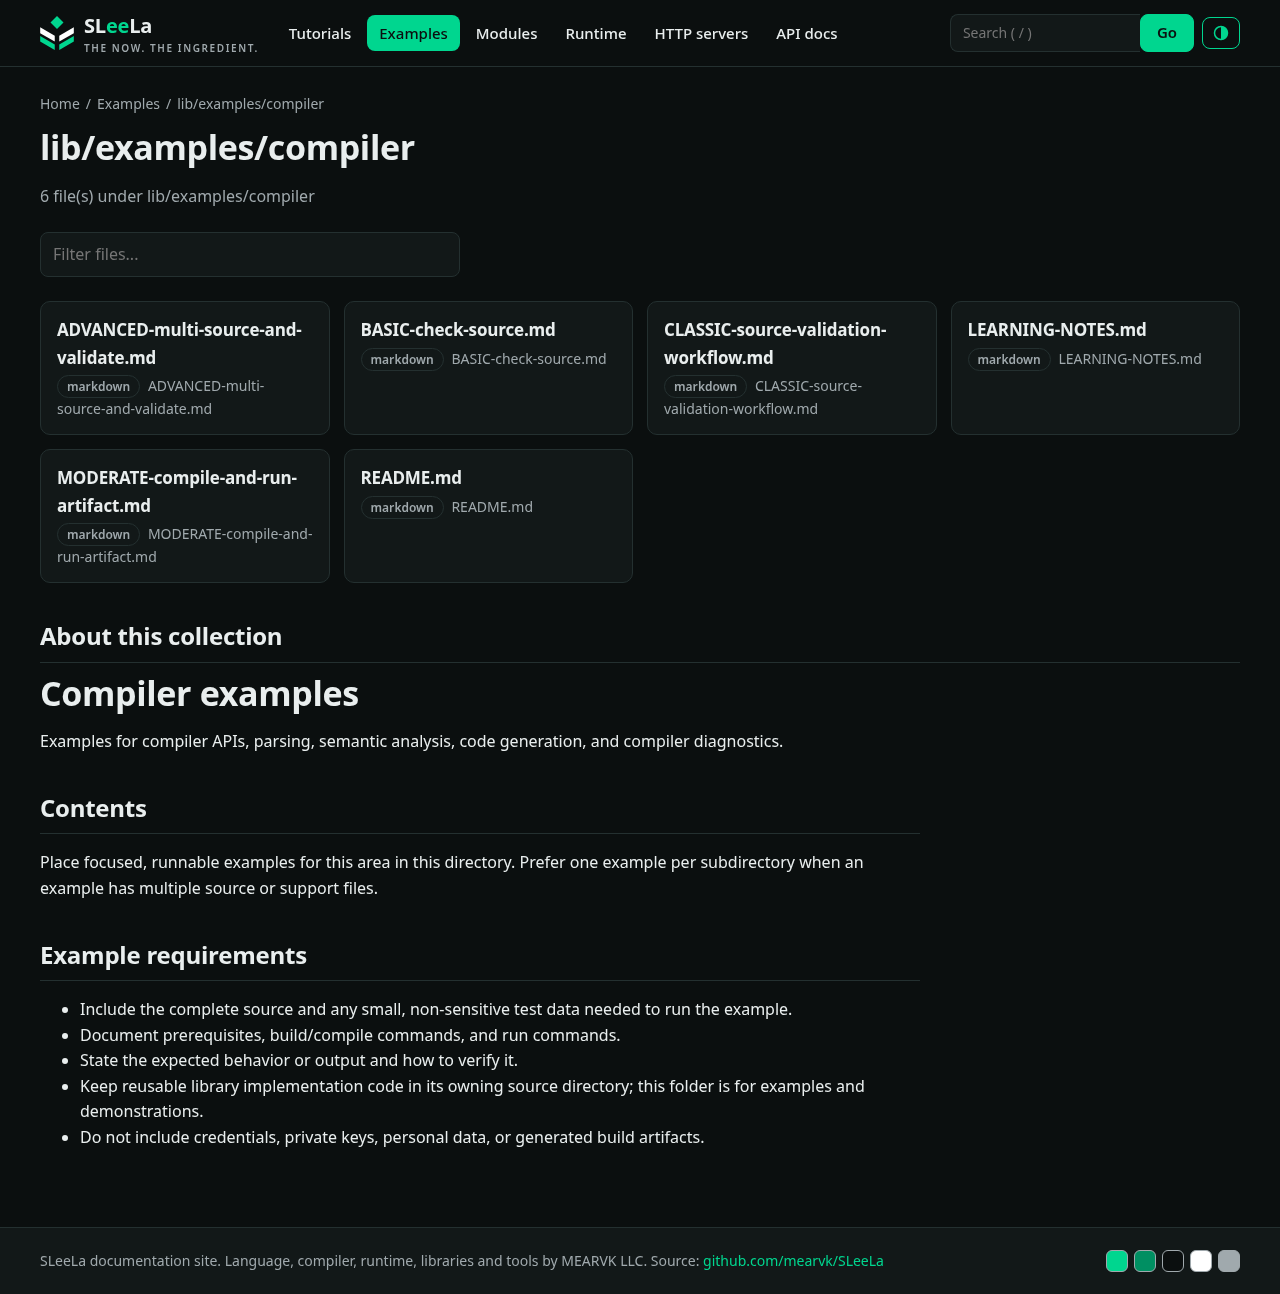 SLeeLa
THE NOW. THE INGREDIENT.
Tutorials
Examples
Modules
Runtime
HTTP servers
API docs
Search ( / )
Go
Home / Examples / lib/examples/compiler
lib/examples/compiler
6 file(s) under lib/examples/compiler
Filter files...
ADVANCED-multi-source-and-
validate.md
markdown ADVANCED-multi-
source-and-validate.md
BASIC-check-source.md
markdown BASIC-check-source.md
CLASSIC-source-validation-
workflow.md
markdown CLASSIC-source-
validation-workflow.md
LEARNING-NOTES.md
markdown LEARNING-NOTES.md
MODERATE-compile-and-run-
artifact.md
markdown MODERATE-compile-and-
run-artifact.md
README.md
markdown README.md
About this collection
Compiler examples
Examples for compiler APIs, parsing, semantic analysis, code generation, and compiler diagnostics.
Contents
Place focused, runnable examples for this area in this directory. Prefer one example per subdirectory when an
example has multiple source or support files.
Example requirements
• Include the complete source and any small, non-sensitive test data needed to run the example.
• Document prerequisites, build/compile commands, and run commands.
• State the expected behavior or output and how to verify it.
• Keep reusable library implementation code in its owning source directory; this folder is for examples and
demonstrations.
• Do not include credentials, private keys, personal data, or generated build artifacts.
SLeeLa documentation site. Language, compiler, runtime, libraries and tools by MEARVK LLC. Source: github.com/mearvk/SLeeLa